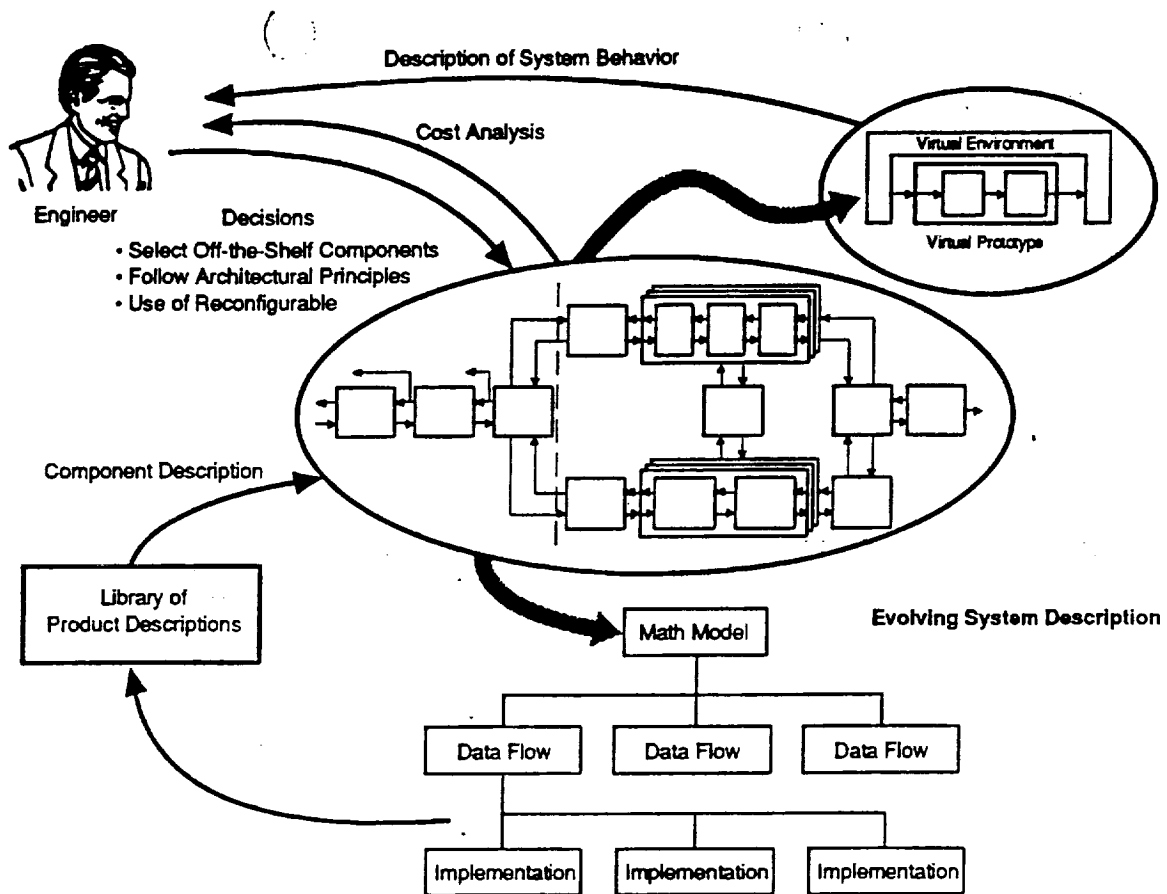 Description of System Behavior
Cost Analysis
Virtual Environment
Virtual Prototype
Engineer
Decisions
• Select Off-the-Shelf Components
• Follow Architectural Principles
• Use of Reconfigurable
Component Description
Library of
Product Descriptions
Evolving System Description
Math Model
Data Flow
Data Flow
Data Flow
Implementation
Implementation
Implementation